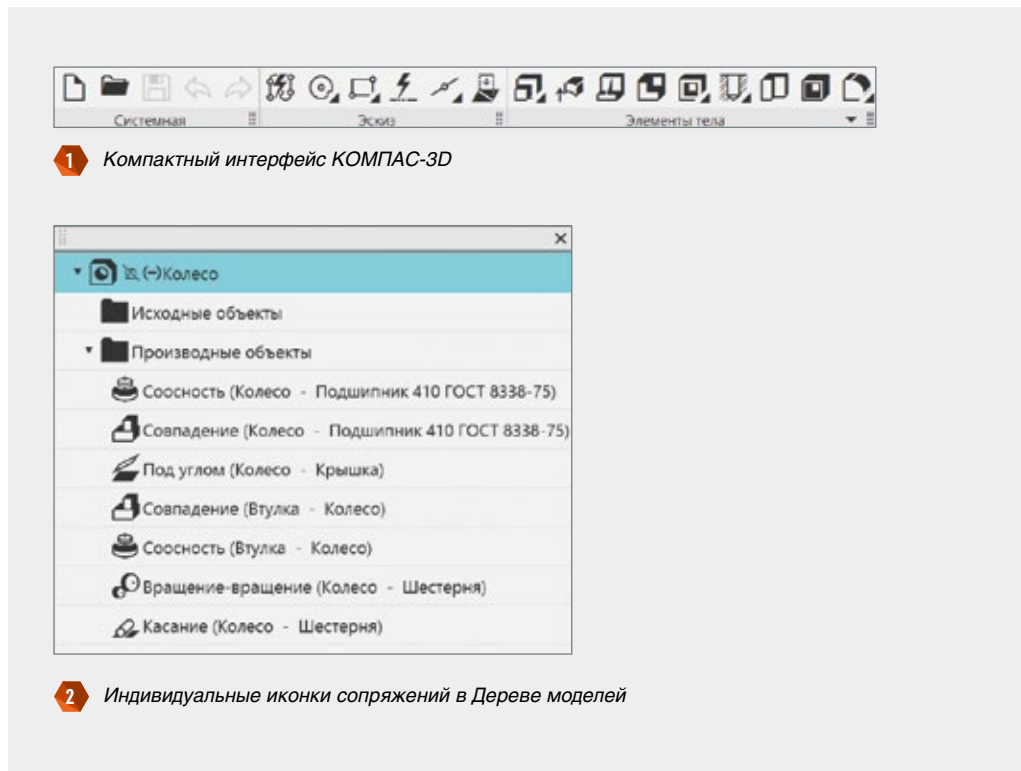 Системная
Эскиз
Элементы тела
1 Компактный интерфейс КОМПАС-3D
(-)Колесо
Исходные объекты
Производные объекты
Соосность (Колесо - Подшипник 410 ГОСТ 8338-75)
Совпадение (Колесо - Подшипник 410 ГОСТ 8338-75)
Под углом (Колесо - Крышка)
Совпадение (Втулка - Колесо)
Соосность (Втулка - Колесо)
Вращение-вращение (Колесо - Шестерня)
Касание (Колесо - Шестерня)
2 Индивидуальные иконки сопряжений в Дереве моделей